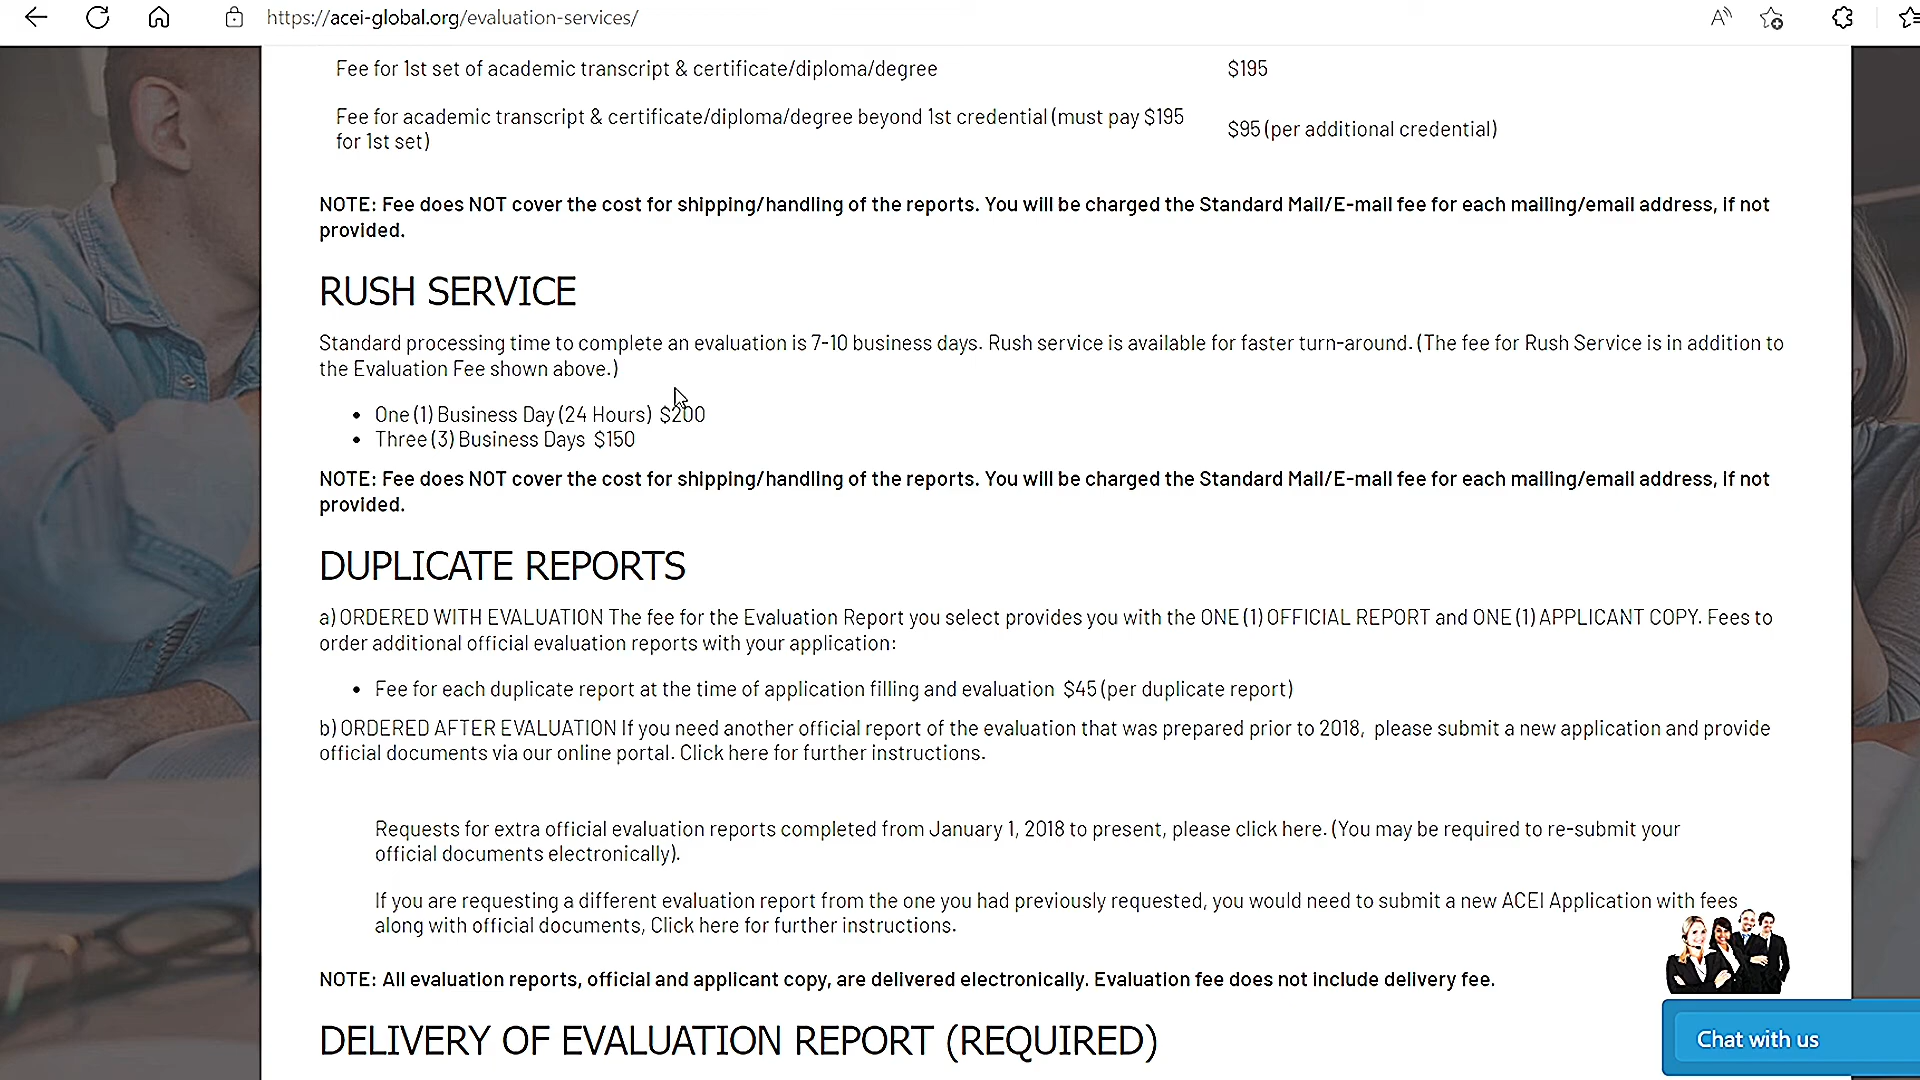 https://acei-global.org/evaluation-services/
Fee for 1st set of academic transcript & certificate/diploma/degree $195
Fee for academic transcript & certificate/diploma/degree beyond 1st credential (must pay $195
for 1st set)
$95 (per additional credential)
NOTE: Fee does NOT cover the cost for shipping/handling of the reports. You will be charged the Standard Mail/E-mail fee for each mailing/email address, if not
provided.
RUSH SERVICE
Standard processing time to complete an evaluation is 7-10 business days. Rush service is available for faster turn-around. (The fee for Rush Service is in addition to
the Evaluation Fee shown above.)
• One (1) Business Day (24 Hours) $200
• Three (3) Business Days $150
NOTE: Fee does NOT cover the cost for shipping/handling of the reports. You will be charged the Standard Mail/E-mail fee for each mailing/email address, if not
provided.
DUPLICATE REPORTS
a) ORDERED WITH EVALUATION The fee for the Evaluation Report you select provides you with the ONE (1) OFFICIAL REPORT and ONE (1) APPLICANT COPY. Fees to
order additional official evaluation reports with your application:
• Fee for each duplicate report at the time of application filling and evaluation $45 (per duplicate report)
b) ORDERED AFTER EVALUATION If you need another official report of the evaluation that was prepared prior to 2018, please submit a new application and provide
official documents via our online portal. Click here for further instructions.
Requests for extra official evaluation reports completed from January 1, 2018 to present, please click here. (You may be required to re-submit your
official documents electronically).
If you are requesting a different evaluation report from the one you had previously requested, you would need to submit a new ACEI Application with fees
along with official documents, Click here for further instructions.
NOTE: All evaluation reports, official and applicant copy, are delivered electronically. Evaluation fee does not include delivery fee.
DELIVERY OF EVALUATION REPORT (REQUIRED)
Chat with us